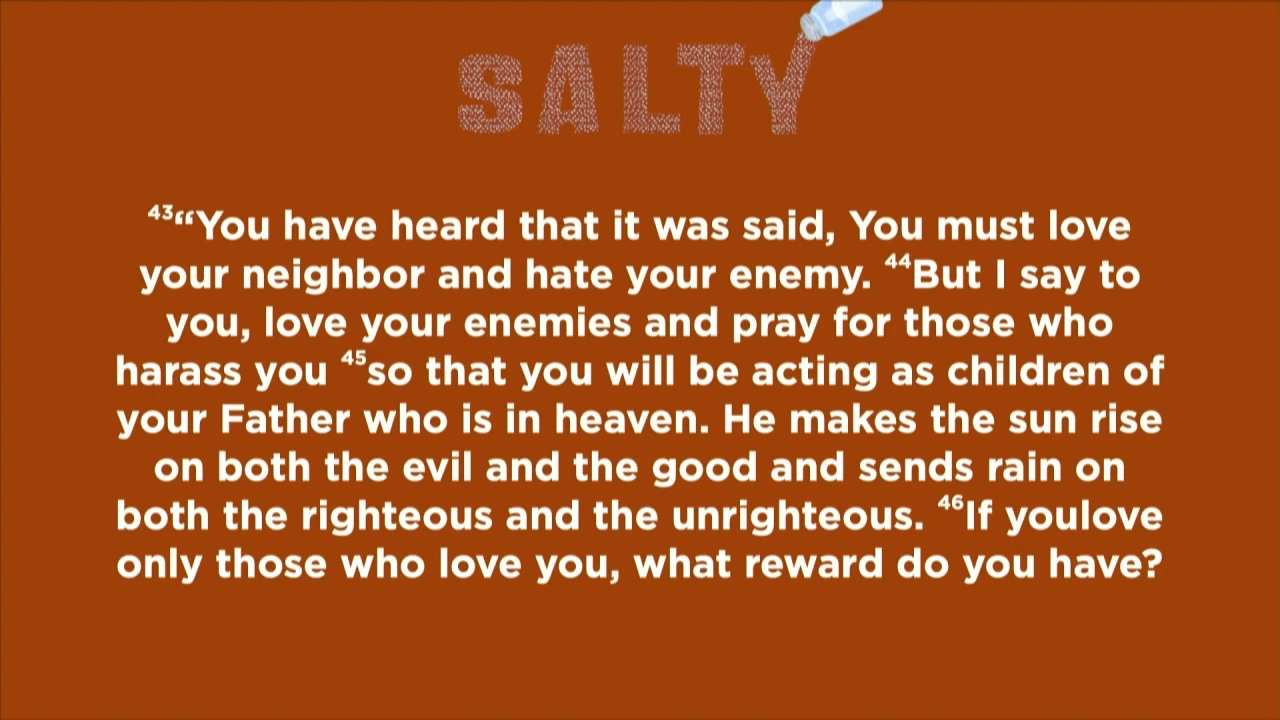 SALTY
⁴³“You have heard that it was said, You must love
your neighbor and hate your enemy. ⁴⁴But I say to
you, love your enemies and pray for those who
harass you ⁴⁵so that you will be acting as children of
your Father who is in heaven. He makes the sun rise
on both the evil and the good and sends rain on
both the righteous and the unrighteous. ⁴⁶If youlove
only those who love you, what reward do you have?